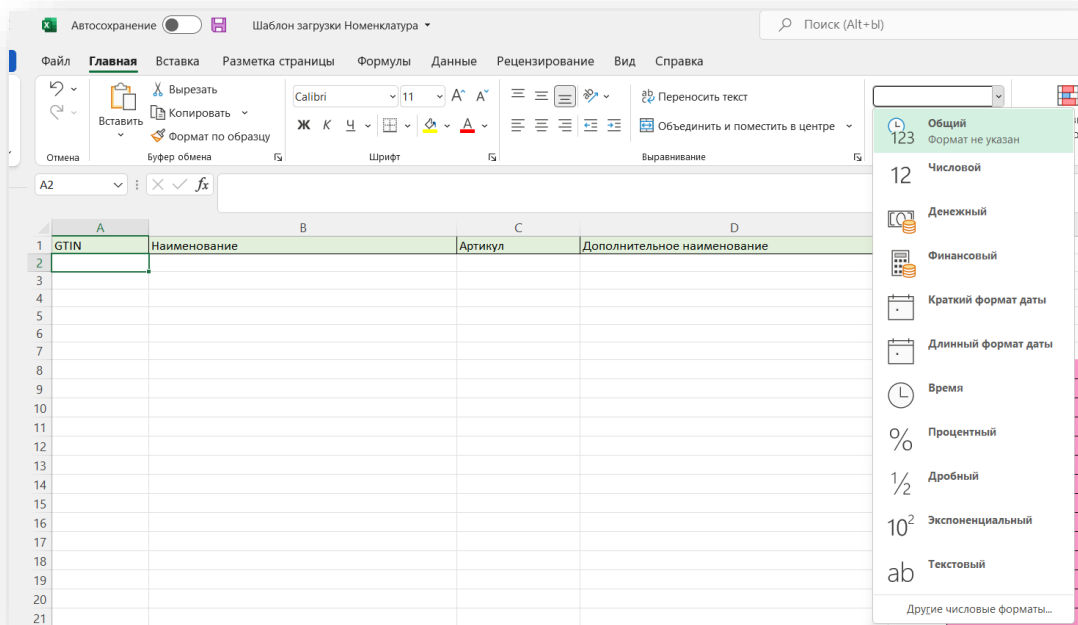 Автосохранение
Шаблон загрузки Номенклатура
Поиск (Alt+Ы)
Файл Главная Вставка Разметка страницы Формулы Данные Рецензирование Вид Справка
Вставить
Вырезать
Копировать
Формат по образцу
Calibri 11
Ж К Ч А
Переносить текст
Объединить и поместить в центре
Отмена Буфер обмена Шрифт Выравнивание
A2 fx
A B C D
1 GTIN Наименование Артикул Дополнительное наименование
2
3
4
5
6
7
8
9
10
11
12
13
14
15
16
17
18
19
20
21
123 Общий
Формат не указан
12 Числовой
Денежный
Финансовый
Краткий формат даты
Длинный формат даты
Время
% Процентный
1/2 Дробный
10² Экспоненциальный
ab Текстовый
Другие числовые форматы...